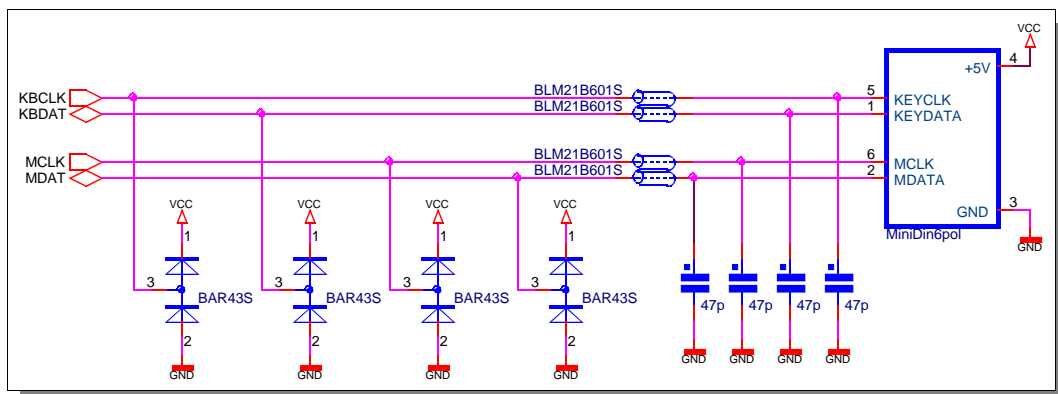 VCC
4
+5V
KBCLK
BLM21B601S
5
KEYCLK
KBDAT
BLM21B601S
1
KEYDATA
MCLK
BLM21B601S
6
MCLK
MDAT
BLM21B601S
2
MDATA
VCC
VCC
VCC
VCC
3
GND
MiniDin6pol
GND
1
1
1
1
3
BAR43S
3
BAR43S
3
BAR43S
3
BAR43S
47p
47p
47p
47p
2
2
2
2
GND
GND
GND
GND
GND
GND
GND
GND